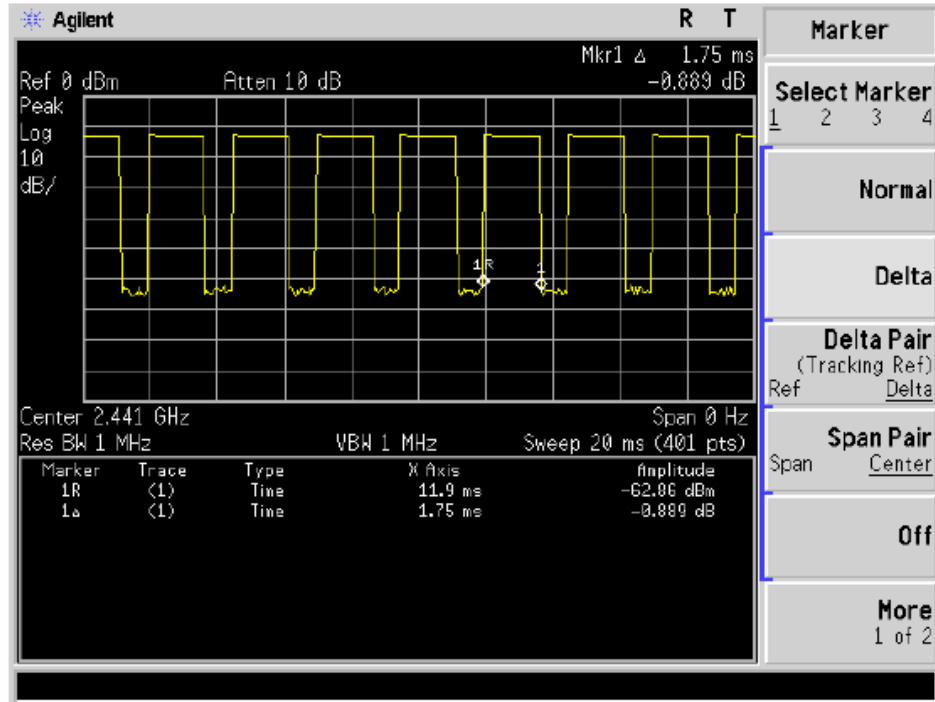 Agilent R T
Mkr1 Δ 1.75 ms
Ref 0 dBm Atten 10 dB -0.889 dB
Peak
Log
10
dB/
1R 1
Center 2.441 GHz Span 0 Hz
Res BW 1 MHz VBW 1 MHz Sweep 20 ms (401 pts)
Marker Trace Type X Axis Amplitude
1R (1) Time 11.9 ms -62.86 dBm
1Δ (1) Time 1.75 ms -0.889 dB
Marker
Select Marker
1 2 3 4
Normal
Delta
Delta Pair
(Tracking Ref)
Ref Delta
Span Pair
Span Center
Off
More
1 of 2